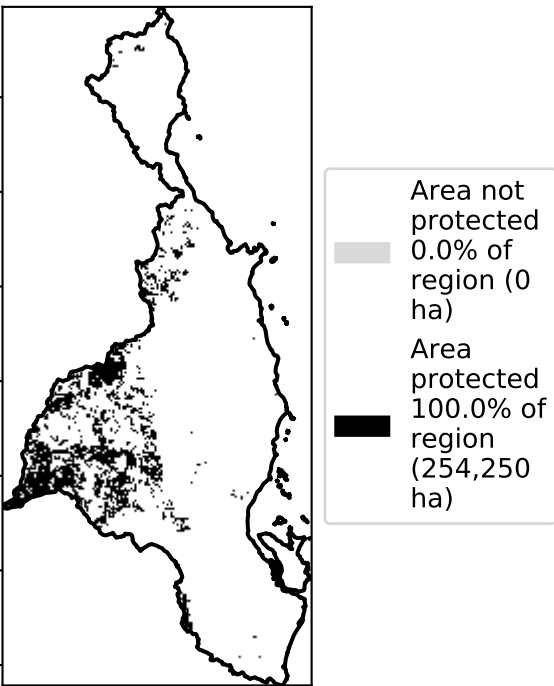 Area not
protected
0.0% of
region (0
ha)
Area
protected
100.0% of
region
(254,250
ha)